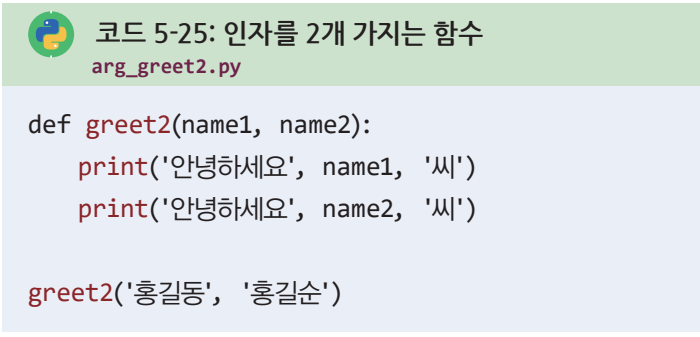 코드 5-25: 인자를 2개 가지는 함수
arg_greet2.py
def greet2(name1, name2):
    print('안녕하세요', name1, '씨')
    print('안녕하세요', name2, '씨')
greet2('홍길동', '홍길순')